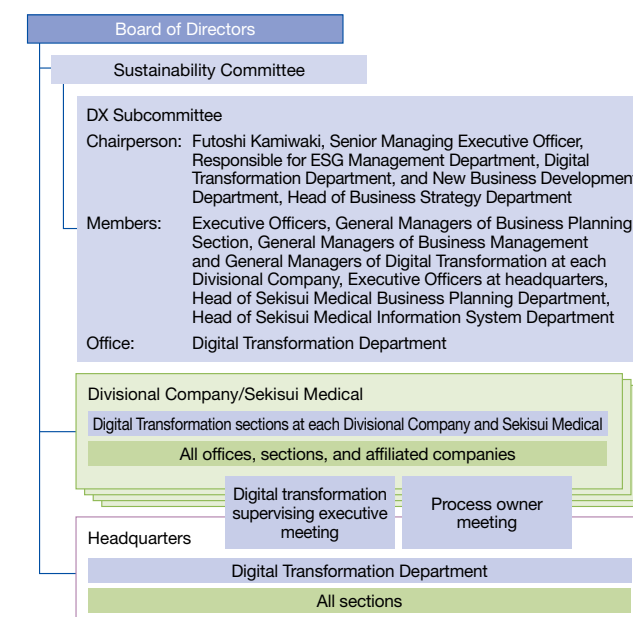 Board of Directors
Sustainability Committee
DX Subcommittee
Chairperson: Futoshi Kamiwaki, Senior Managing Executive Officer,
Responsible for ESG Management Department, Digital
Transformation Department, and New Business Development
Department, Head of Business Strategy Department
Members: Executive Officers, General Managers of Business Planning
Section, General Managers of Business Management
and General Managers of Digital Transformation at each
Divisional Company, Executive Officers at headquarters,
Head of Sekisui Medical Business Planning Department,
Head of Sekisui Medical Information System Department
Office: Digital Transformation Department
Divisional Company/Sekisui Medical
Digital Transformation sections at each Divisional Company and Sekisui Medical
All offices, sections, and affiliated companies
Digital transformation
supervising executive
meeting
Process owner
meeting
Headquarters
Digital Transformation Department
All sections